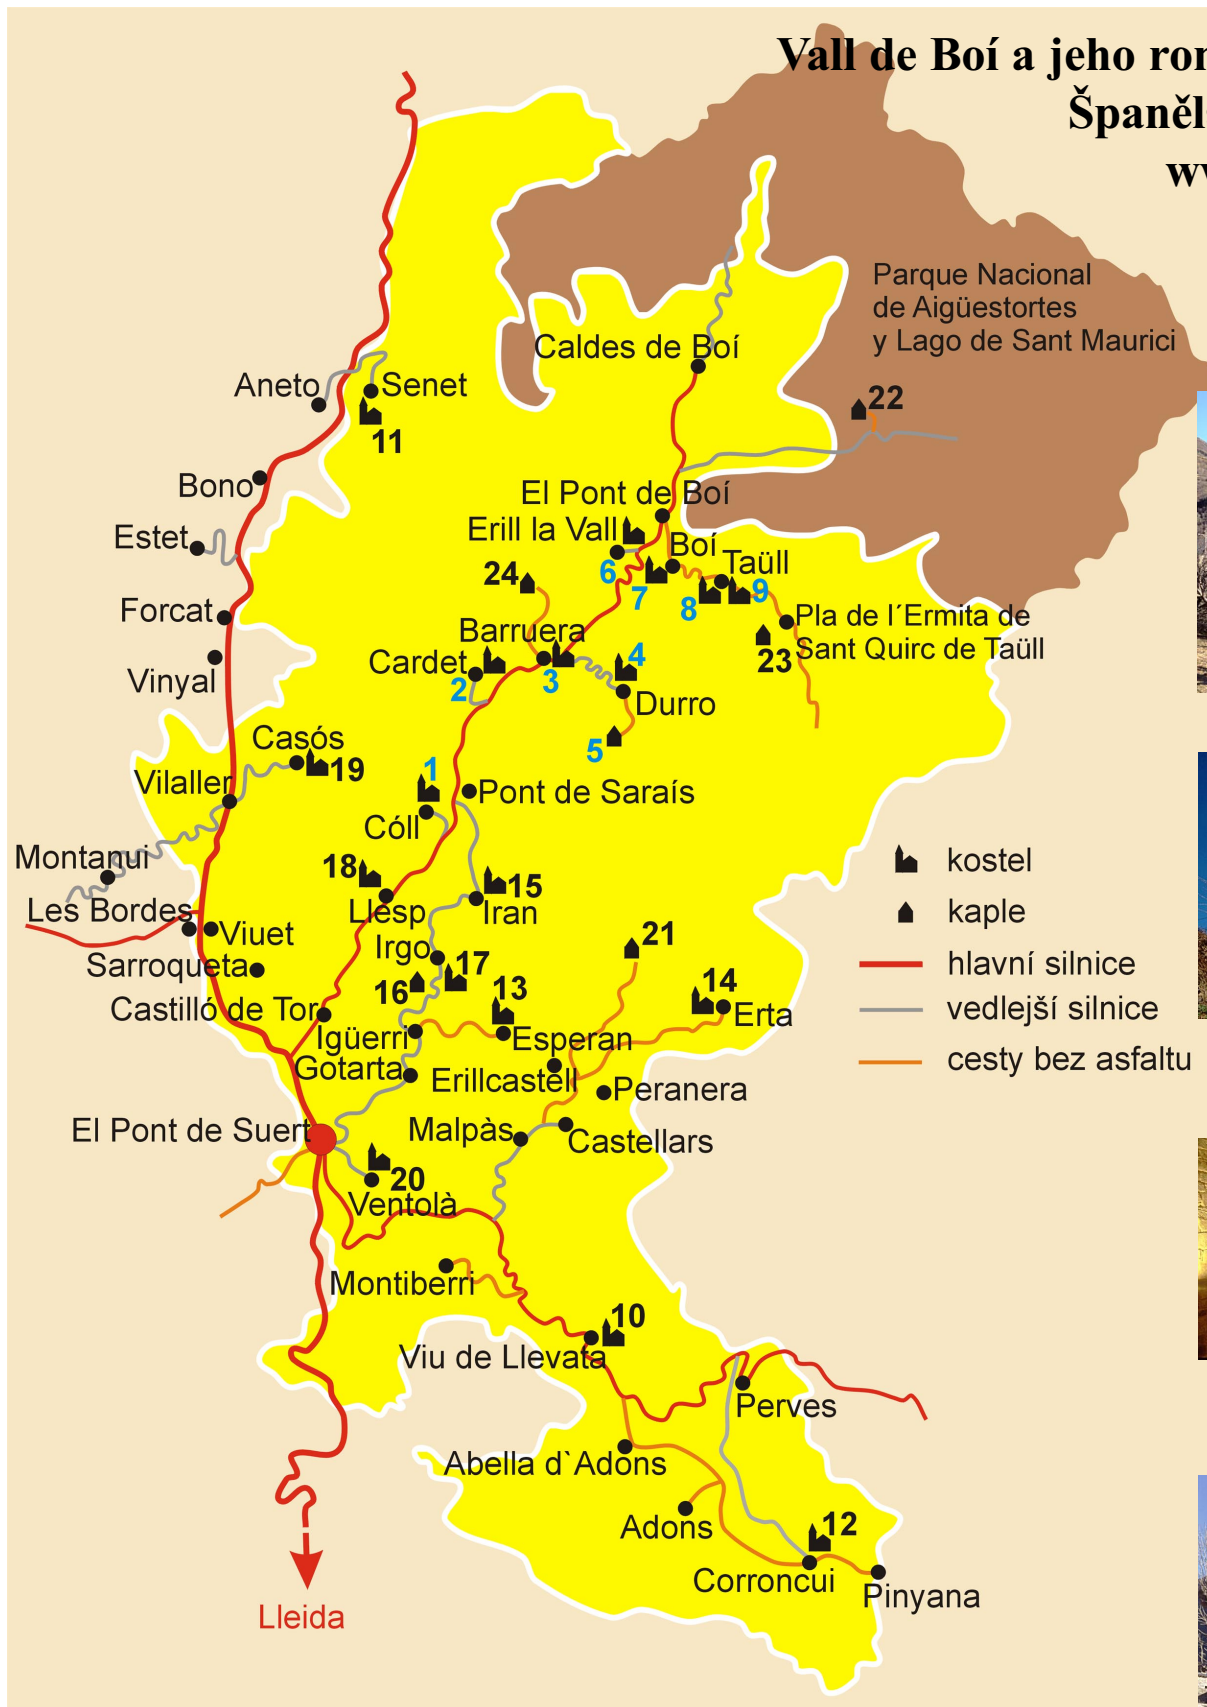 Vall de Boí a jeho
Parque Nacional
de Aigüestortes
y Lago de Sant Maurici
Caldes de Boí
Aneto
Senet
11
22
Bono
El Pont de Boí
Estet
Erill la Vall
Boí
Taüll
6
7
8
9
24
Forcat
Pla de l´Ermita de
Sant Quirc de Taüll
23
Barruera
Cardet
2
3
4
Vinyal
Durro
5
Casós
19
Vilaller
1
Pont de Saraís
Cóll
Montanui
18
15
kostel
Llesp
Iran
Les Bordes
Viuet
kaple
Irgo
21
Sarroqueta
17
hlavní silnice
16
13
14
Castilló de Tor
Erta
vedlejší silnice
Igüerri
Esperan
Gotarta
Erillcastell
Peranera
cesty bez asfaltu
El Pont de Suert
Malpàs
Castellars
20
Ventolà
Montiberri
10
Viu de Llevata
Perves
Abella d`Adons
Adons
12
Corroncui
Pinyana
Lleida